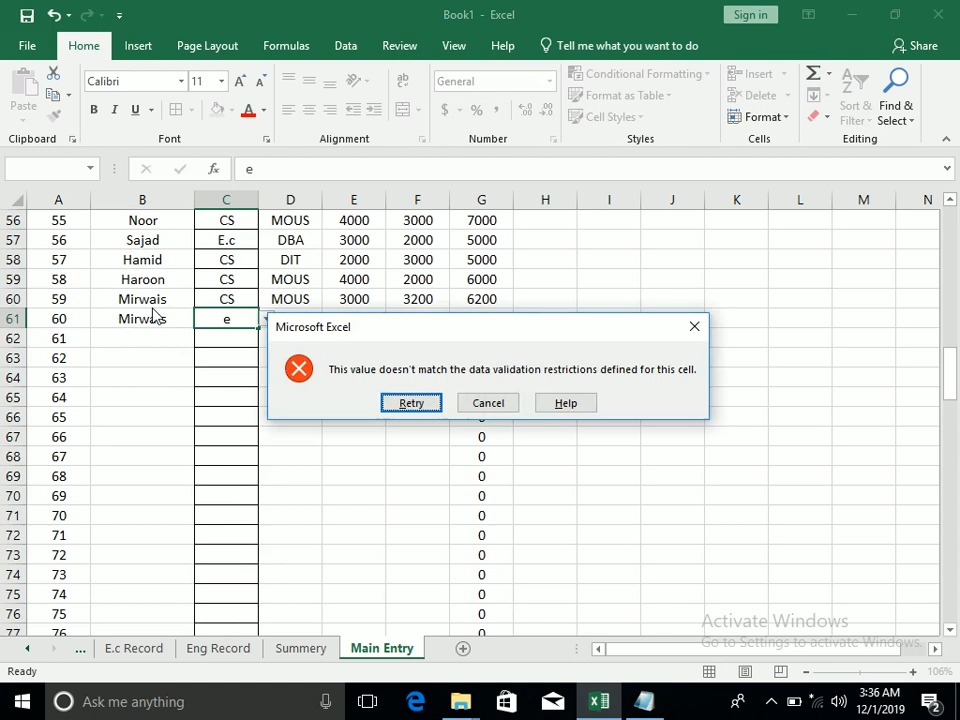 Book1 - Excel
Sign in
File Home Insert Page Layout Formulas Data Review View Help Tell me what you want to do Share
Paste
Calibri 11
B I U A
General
$ % ,
Conditional Formatting
Format as Table
Cell Styles
Insert
Delete
Format
Sort & Filter
Find & Select
Clipboard Font Alignment Number Styles Cells Editing
fx e
A B C D E F G H I J K L M N
56 55 Noor CS MOUS 4000 3000 7000
57 56 Sajad E.c DBA 3000 2000 5000
58 57 Hamid CS DIT 2000 3000 5000
59 58 Haroon CS MOUS 4000 2000 6000
60 59 Mirwais CS MOUS 3000 3200 6200
61 60 Mirwais e
62 61
63 62
64 63
65 64
66 65 0
67 66 0
68 67 0
69 68 0
70 69 0
71 70 0
72 71 0
73 72 0
74 73 0
75 74 0
76 75 0
77 76 0
Microsoft Excel
This value doesn't match the data validation restrictions defined for this cell.
Retry Cancel Help
Activate Windows
Go to Settings to activate Windows.
... E.c Record Eng Record Summery Main Entry
Ready 106%
Ask me anything
3:36 AM
12/1/2019
2